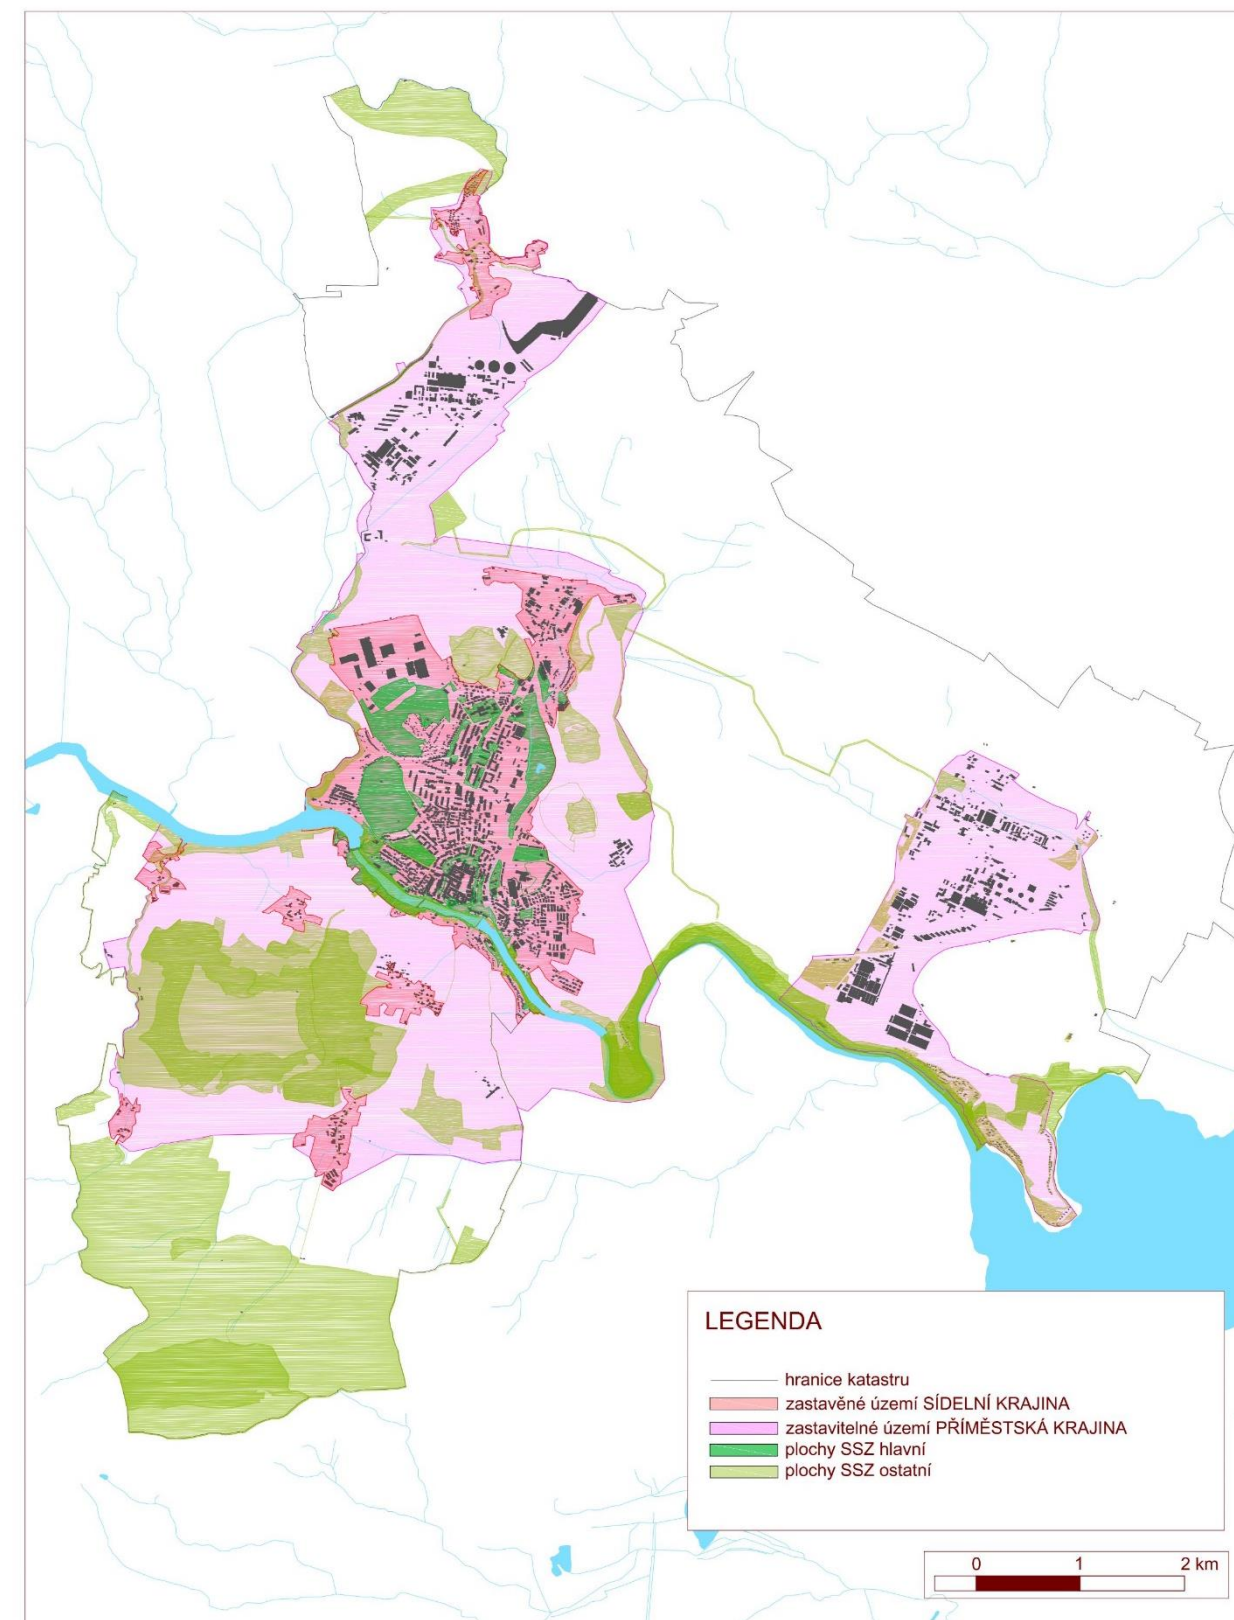 LEGENDA
hranice katastru
zastavěné území SÍDELNÍ KRAJINA
zastavitelné území PŘÍMĚSTSKÁ KRAJINA
plochy SSZ hlavní
plochy SSZ ostatní
0 1 2 km